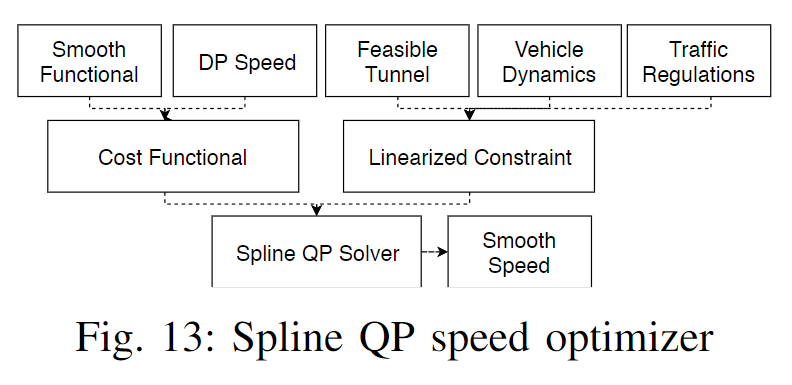 Smooth
Functional
DP Speed
Feasible
Tunnel
Vehicle
Dynamics
Traffic
Regulations
Cost Functional
Linearized Constraint
Spline QP Solver
Smooth
Speed
Fig. 13: Spline QP speed optimizer